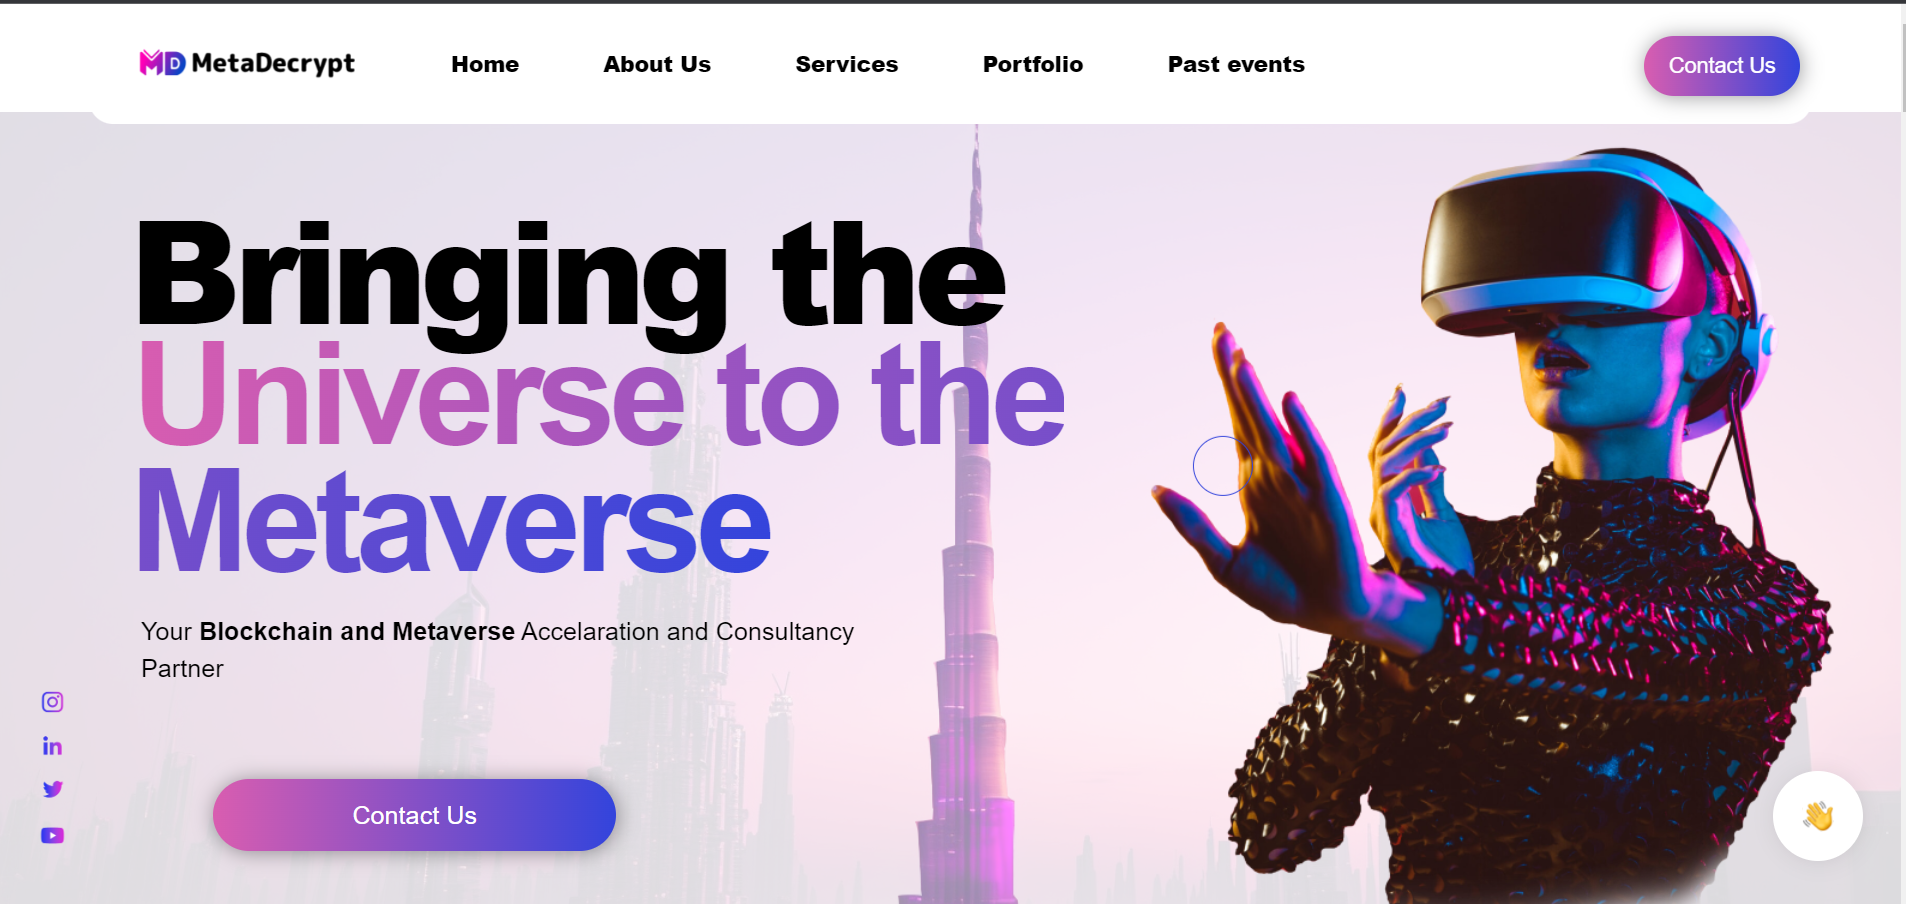 MD MetaDecrypt
Home
About Us
Services
Portfolio
Past events
Contact Us
Bringing the
Universe to the
Metaverse
Your Blockchain and Metaverse Accelaration and Consultancy
Partner
in
Contact Us